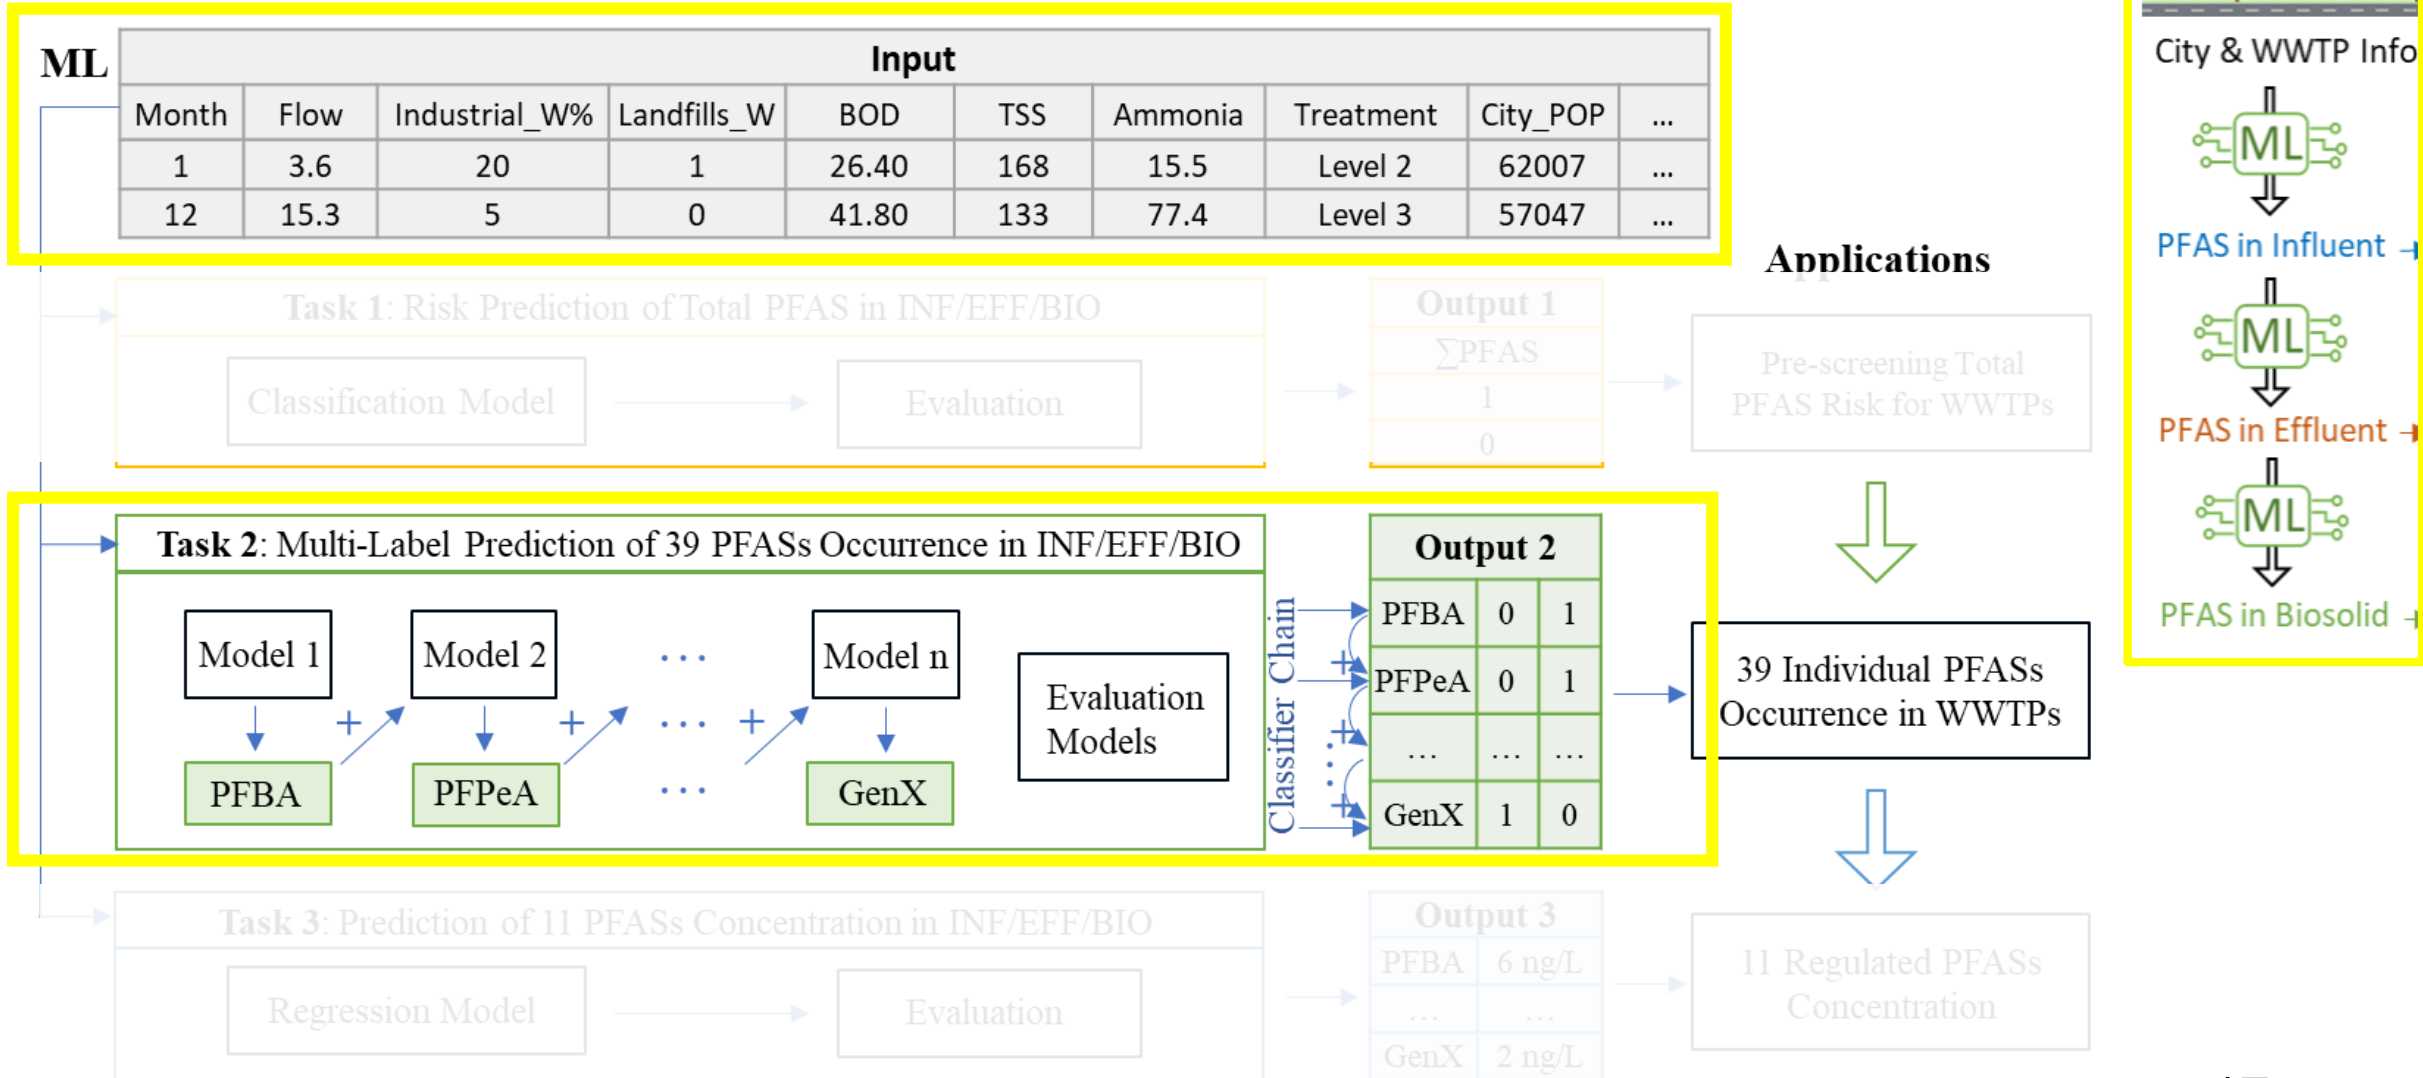 ML
Input
Month Flow Industrial_W% Landfills_W BOD TSS Ammonia Treatment City_POP ...
1 3.6 20 1 26.40 168 15.5 Level 2 62007 ...
12 15.3 5 0 41.80 133 77.4 Level 3 57047 ...
Applications
Task 1: Risk Prediction of Total PFAS in INF/EFF/BIO
Classification Model
Evaluation
Output 1
∑PFAS
1
0
Pre-screening Total
PFAS Risk for WWTPs
Task 2: Multi-Label Prediction of 39 PFASs Occurrence in INF/EFF/BIO
Model 1 Model 2 ... Model n
+ + ... +
PFBA PFPeA ... GenX
Evaluation
Models
Classifier Chain
Output 2
PFBA 0 1
+
PFPeA 0 1
+
... ... ...
+
GenX 1 0
39 Individual PFASs
Occurrence in WWTPs
Task 3: Prediction of 11 PFASs Concentration in INF/EFF/BIO
Regression Model
Evaluation
Output 3
PFBA 6 ng/L
... ...
GenX 2 ng/L
11 Regulated PFASs
Concentration
City & WWTP Info
ML
PFAS in Influent
ML
PFAS in Effluent
ML
PFAS in Biosolid